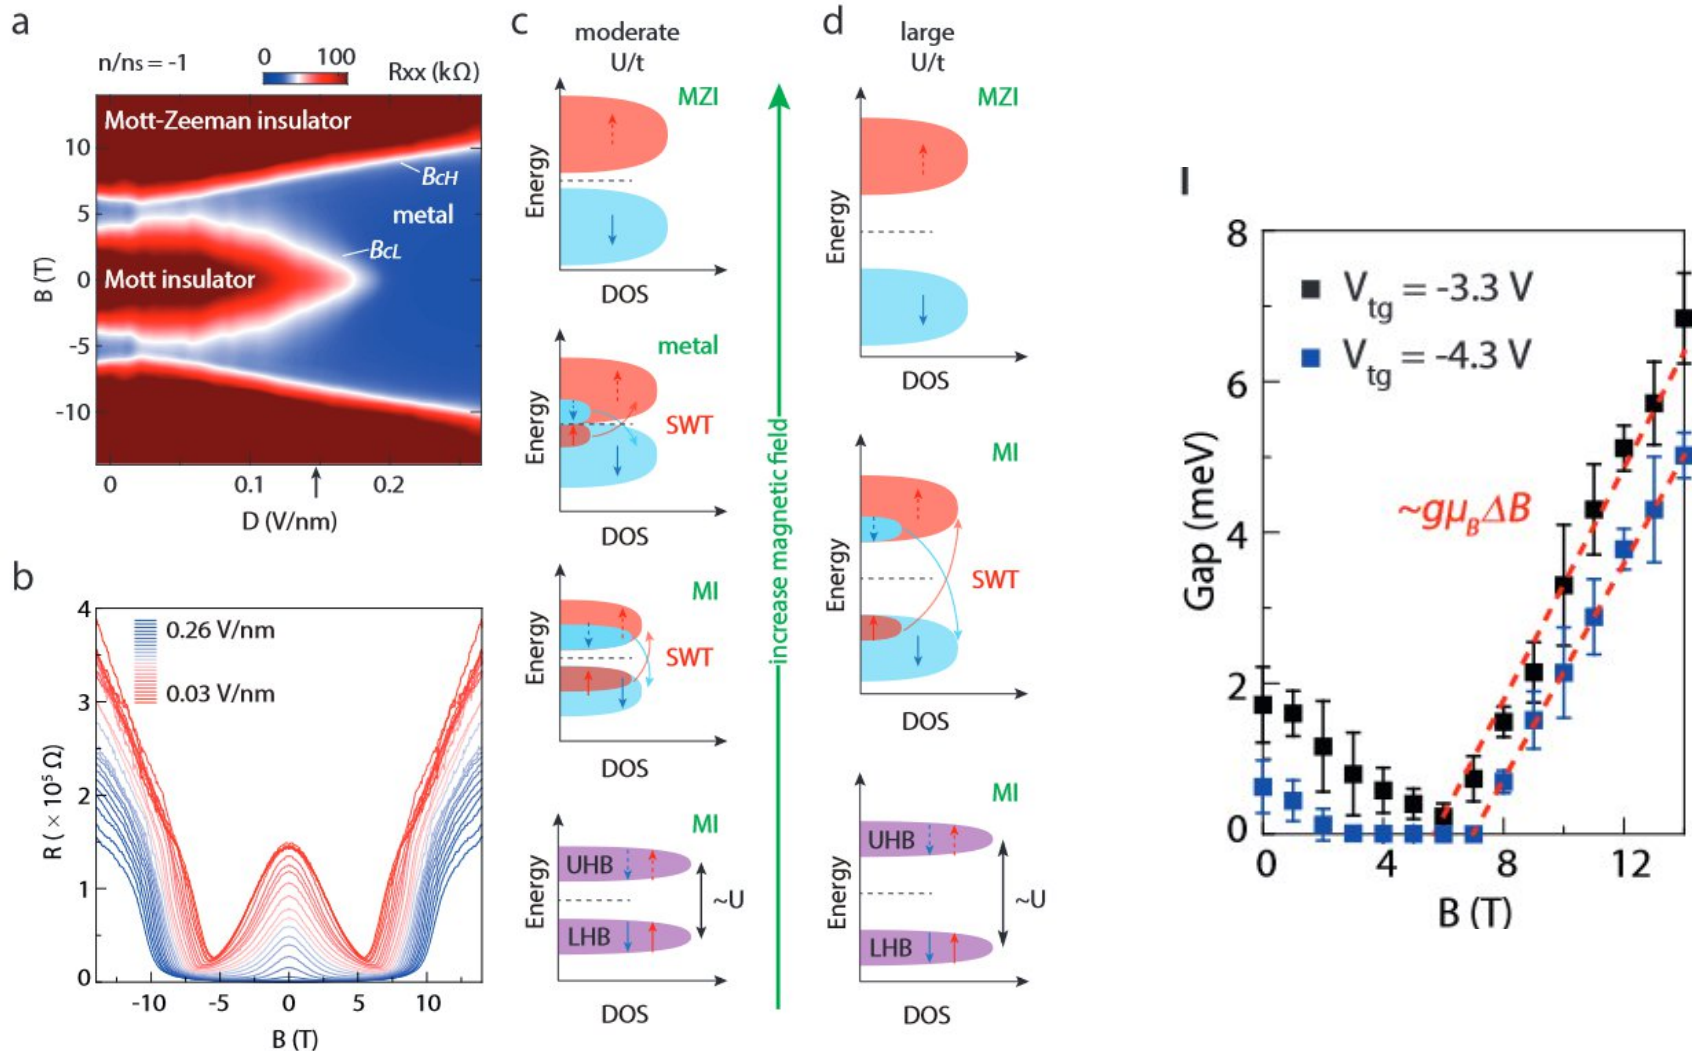 a
n/ns = -1
0 100
Rxx (kΩ)
Mott-Zeeman insulator
BcH
metal
BcL
Mott insulator
10
5
0
-5
-10
B (T)
0 0.1 0.2
D (V/nm)
b
0.26 V/nm
0.03 V/nm
4
3
2
1
0
R ( × 10⁵ Ω)
-10 -5 0 5 10
B (T)
c
moderate
U/t
MZI
Energy
DOS
metal
SWT
Energy
DOS
MI
SWT
Energy
DOS
MI
UHB
~U
LHB
Energy
DOS
increase magnetic field
d
large
U/t
MZI
Energy
DOS
MI
SWT
Energy
DOS
MI
UHB
~U
LHB
Energy
DOS
l
8
6
4
2
0
Gap (meV)
Vtg = -3.3 V
Vtg = -4.3 V
~gμBΔB
0 4 8 12
B (T)